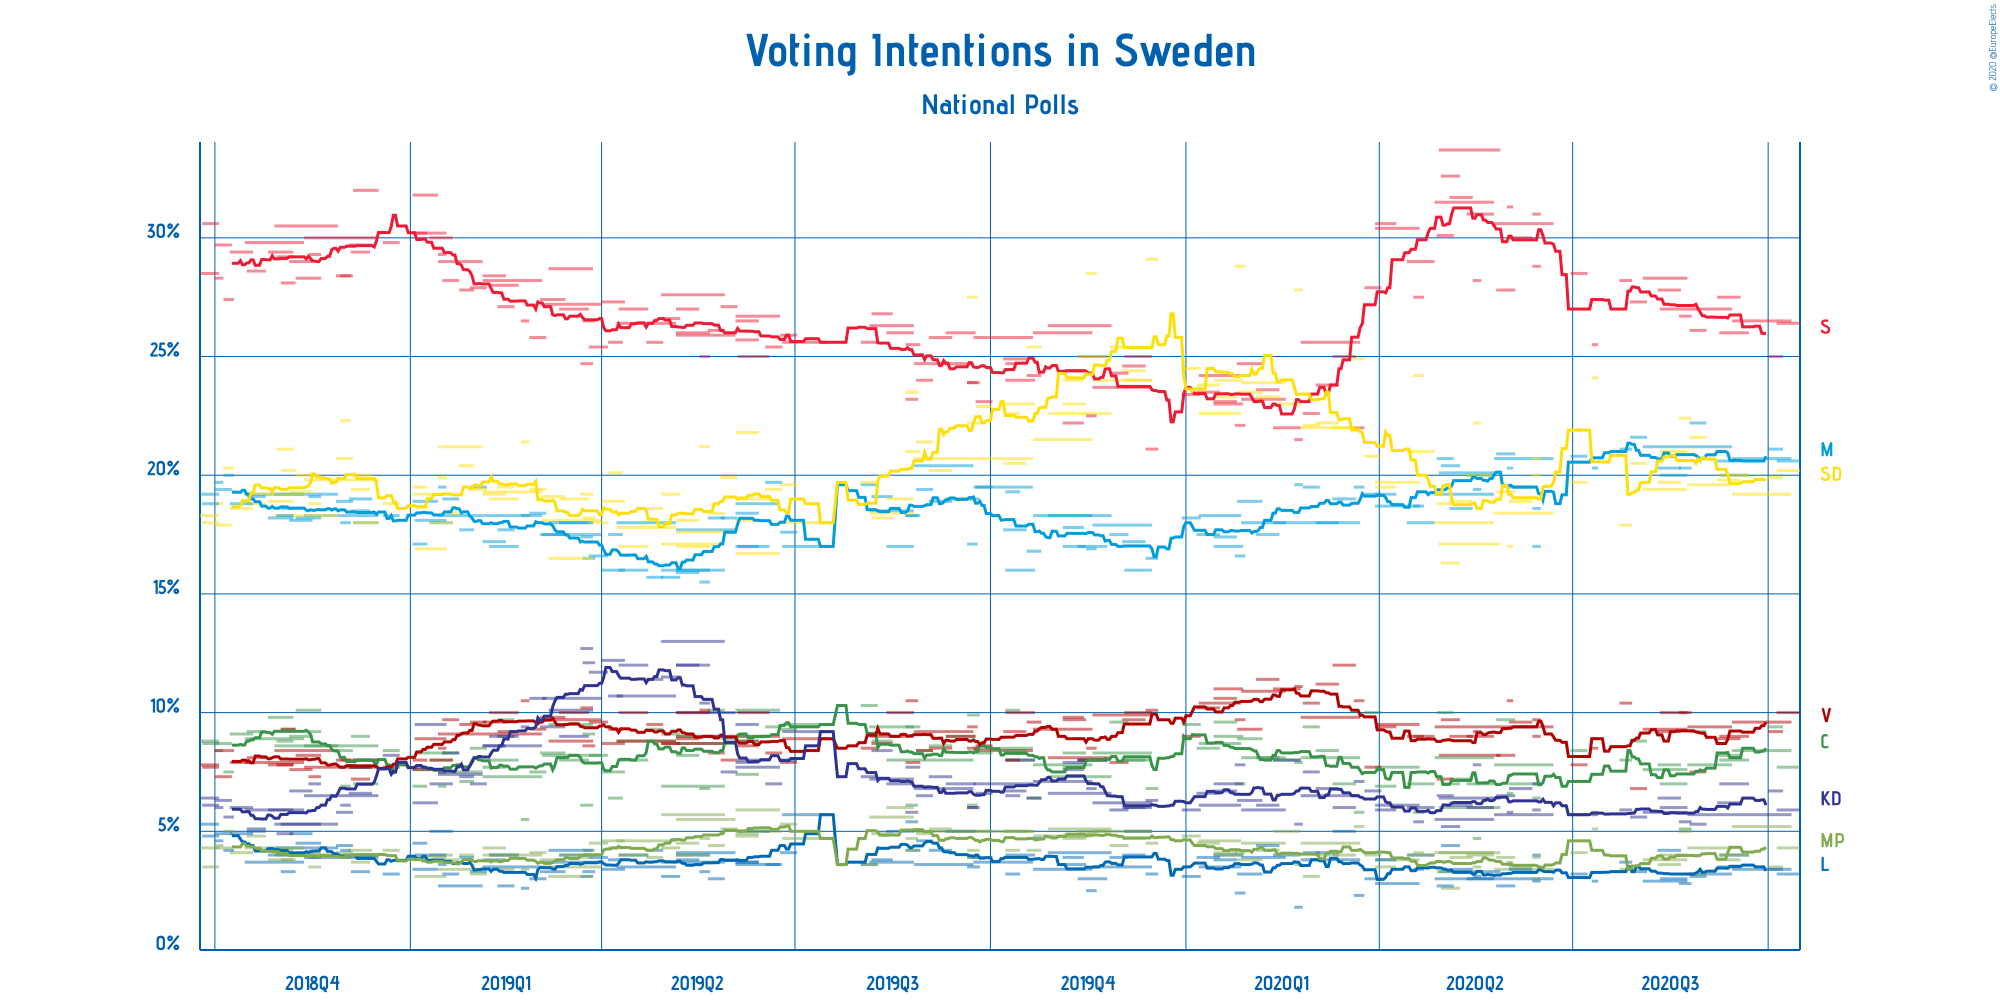 Voting Intentions in Sweden
National Polls
© 2020 @EuropeElects
30%
25%
20%
15%
10%
5%
0%
S
M
SD
V
C
KD
MP
L
2018Q4 2019Q1 2019Q2 2019Q3 2019Q4 2020Q1 2020Q2 2020Q3